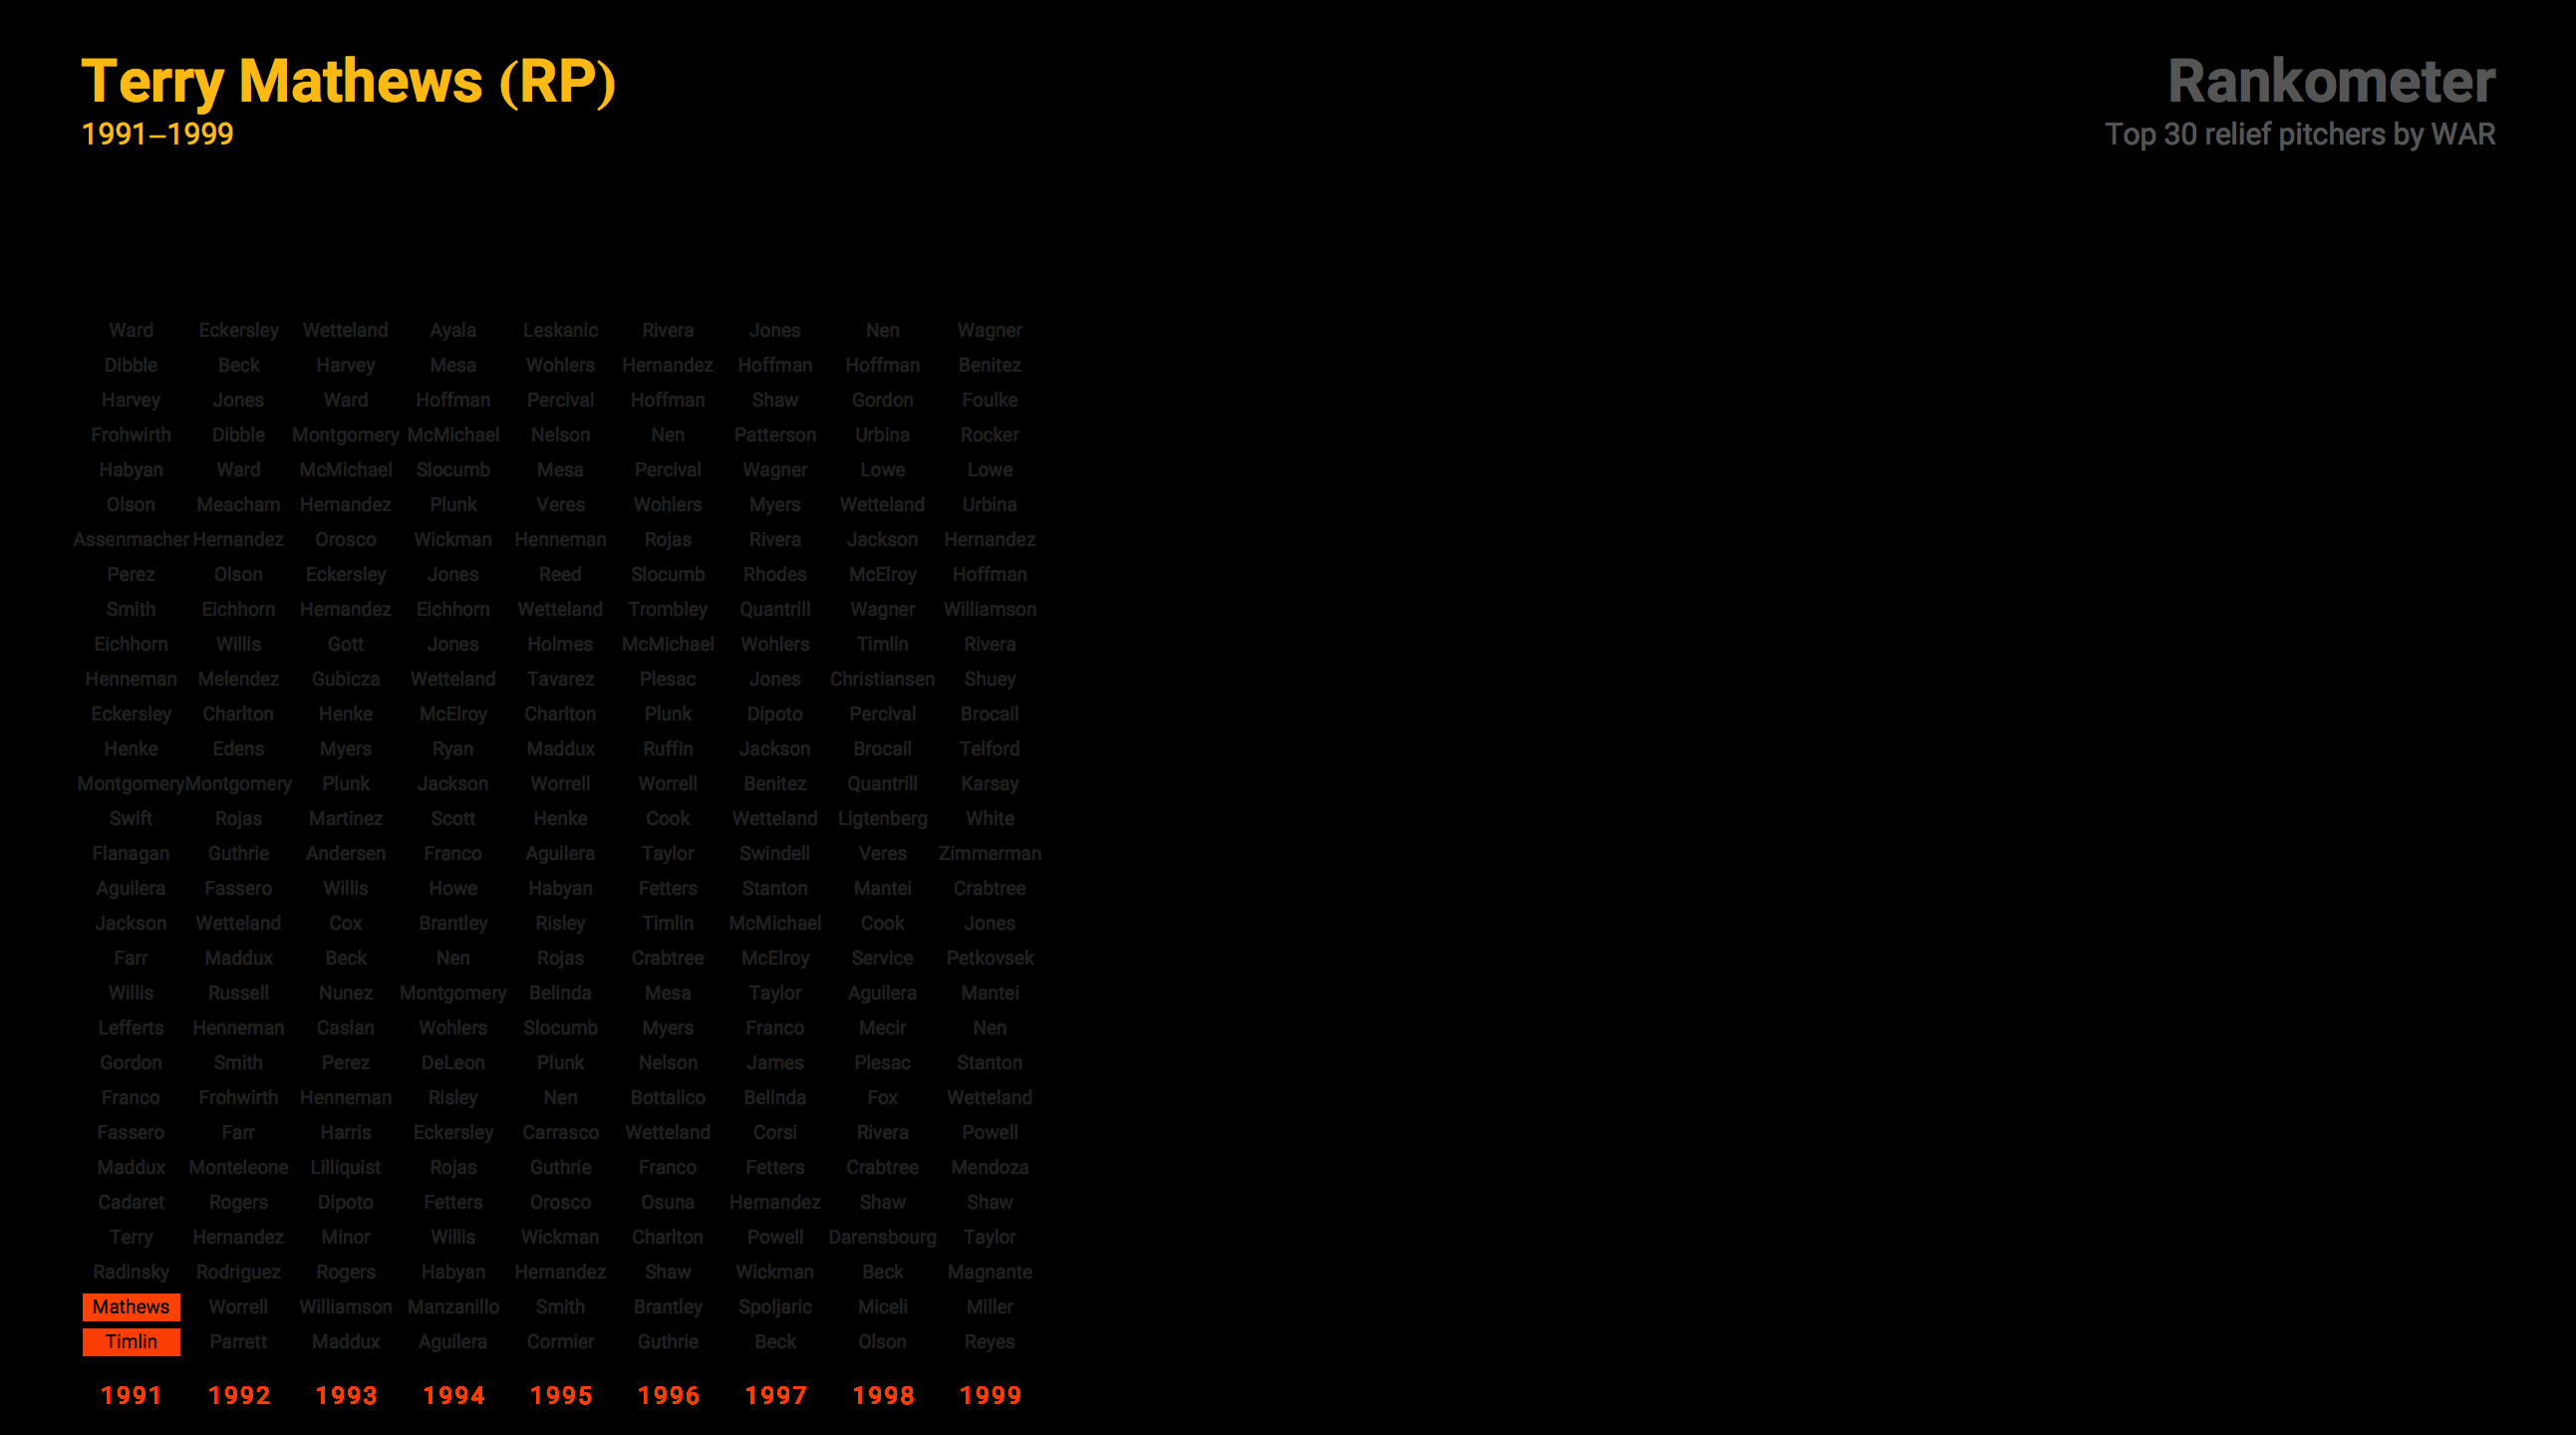 Terry Mathews (RP)
1991–1999
Rankometer
Top 30 relief pitchers by WAR
Ward Eckersley Wetteland Ayala Leskanic Rivera Jones Nen Wagner
Dibble Beck Harvey Mesa Wohlers Hernandez Hoffman Hoffman Benitez
Harvey Jones Ward Hoffman Percival Hoffman Shaw Gordon Foulke
Frohwirth Dibble Montgomery McMichael Nelson Nen Patterson Urbina Rocker
Habyan Ward McMichael Slocumb Mesa Percival Wagner Lowe Lowe
Olson Meacham Hernandez Plunk Veres Wohlers Myers Wetteland Urbina
Assenmacher Hernandez Orosco Wickman Henneman Rojas Rivera Jackson Hernandez
Perez Olson Eckersley Jones Reed Slocumb Rhodes McElroy Hoffman
Smith Eichhorn Hernandez Eichhorn Wetteland Trombley Quantrill Wagner Williamson
Eichhorn Willis Gott Jones Holmes McMichael Wohlers Timlin Rivera
Henneman Melendez Gubicza Wetteland Tavarez Plesac Jones Christiansen Shuey
Eckersley Charlton Henke McElroy Charlton Plunk Dipoto Percival Brocail
Henke Edens Myers Ryan Maddux Ruffin Jackson Brocail Telford
Montgomery Montgomery Plunk Jackson Worrell Worrell Benitez Quantrill Karsay
Swift Rojas Martinez Scott Henke Cook Wetteland Ligtenberg White
Flanagan Guthrie Andersen Franco Aguilera Taylor Swindell Veres Zimmerman
Aguilera Fassero Willis Howe Habyan Fetters Stanton Mantei Crabtree
Jackson Wetteland Cox Brantley Risley Timlin McMichael Cook Jones
Farr Maddux Beck Nen Rojas Crabtree McElroy Service Petkovsek
Willis Russell Nunez Montgomery Belinda Mesa Taylor Aguilera Mantei
Lefferts Henneman Casian Wohlers Slocumb Myers Franco Mecir Nen
Gordon Smith Perez DeLeon Plunk Nelson James Plesac Stanton
Franco Frohwirth Henneman Risley Nen Bottalico Belinda Fox Wetteland
Fassero Farr Harris Eckersley Carrasco Wetteland Corsi Rivera Powell
Maddux Monteleone Lilliquist Rojas Guthrie Franco Fetters Crabtree Mendoza
Cadaret Rogers Dipoto Fetters Orosco Osuna Hernandez Shaw Shaw
Terry Hernandez Minor Willis Wickman Charlton Powell Darensbourg Taylor
Radinsky Rodriguez Rogers Habyan Hernandez Shaw Wickman Beck Magnante
Mathews Worrell Williamson Manzanillo Smith Brantley Spoljaric Miceli Miller
Timlin Parrett Maddux Aguilera Cormier Guthrie Beck Olson Reyes
1991 1992 1993 1994 1995 1996 1997 1998 1999